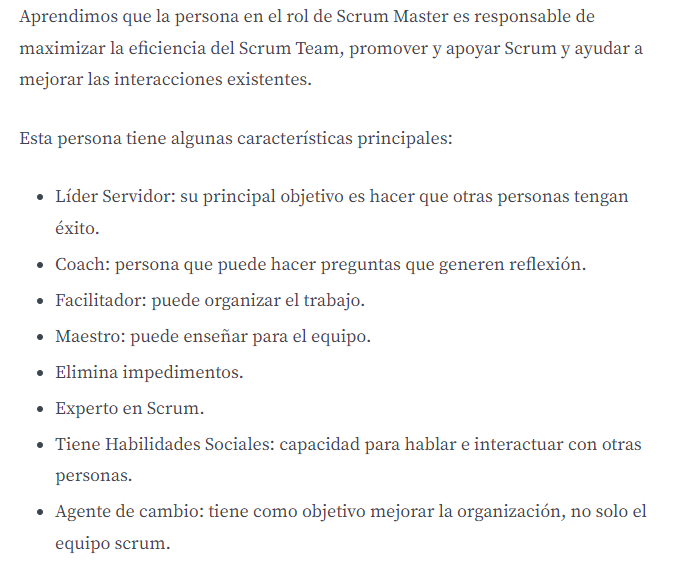 Aprendimos que la persona en el rol de Scrum Master es responsable de
maximizar la eficiencia del Scrum Team, promover y apoyar Scrum y ayudar a
mejorar las interacciones existentes.
Esta persona tiene algunas características principales:
• Líder Servidor: su principal objetivo es hacer que otras personas tengan
éxito.
• Coach: persona que puede hacer preguntas que generen reflexión.
• Facilitador: puede organizar el trabajo.
• Maestro: puede enseñar para el equipo.
• Elimina impedimentos.
• Experto en Scrum.
• Tiene Habilidades Sociales: capacidad para hablar e interactuar con otras
personas.
• Agente de cambio: tiene como objetivo mejorar la organización, no solo el
equipo scrum.